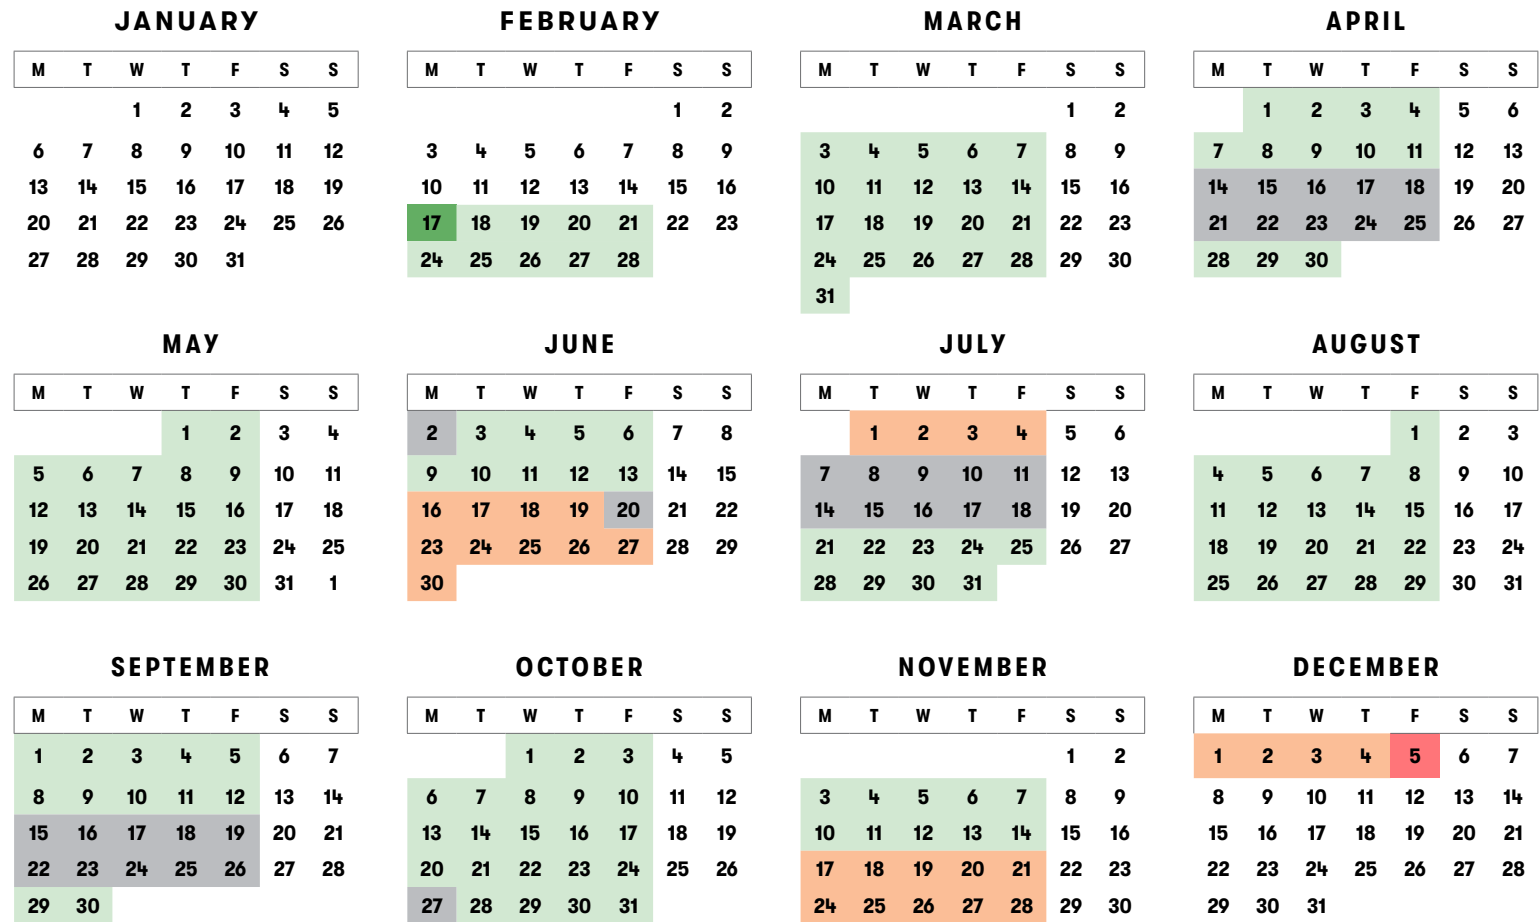 JANUARY FEBRUARY MARCH APRIL
M T W T F S S M T W T F S S M T W T F S S M T W T F S S
1 2 3 4 5 1 2 1 2 1 2 3 4 5 6
6 7 8 9 10 11 12 3 4 5 6 7 8 9 3 4 5 6 7 8 9 7 8 9 10 11 12 13
13 14 15 16 17 18 19 10 11 12 13 14 15 16 10 11 12 13 14 15 16 14 15 16 17 18 19 20
20 21 22 23 24 25 26 17 18 19 20 21 22 23 17 18 19 20 21 22 23 21 22 23 24 25 26 27
27 28 29 30 31 24 25 26 27 28 24 25 26 27 28 29 30 28 29 30
31
MAY JUNE JULY AUGUST
M T W T F S S M T W T F S S M T W T F S S M T W T F S S
1 2 3 4 2 3 4 5 6 7 8 1 2 3 4 5 6 1 2 3
5 6 7 8 9 10 11 9 10 11 12 13 14 15 7 8 9 10 11 12 13 4 5 6 7 8 9 10
12 13 14 15 16 17 18 16 17 18 19 20 21 22 14 15 16 17 18 19 20 11 12 13 14 15 16 17
19 20 21 22 23 24 25 23 24 25 26 27 28 29 21 22 23 24 25 26 27 18 19 20 21 22 23 24
26 27 28 29 30 31 1 30 28 29 30 31 25 26 27 28 29 30 31
SEPTEMBER OCTOBER NOVEMBER DECEMBER
M T W T F S S M T W T F S S M T W T F S S M T W T F S S
1 2 3 4 5 6 7 1 2 3 4 5 1 2 1 2 3 4 5 6 7
8 9 10 11 12 13 14 6 7 8 9 10 11 12 3 4 5 6 7 8 9 8 9 10 11 12 13 14
15 16 17 18 19 20 21 13 14 15 16 17 18 19 10 11 12 13 14 15 16 15 16 17 18 19 20 21
22 23 24 25 26 27 28 20 21 22 23 24 25 26 17 18 19 20 21 22 23 22 23 24 25 26 27 28
29 30 27 28 29 30 31 24 25 26 27 28 29 30 29 30 31